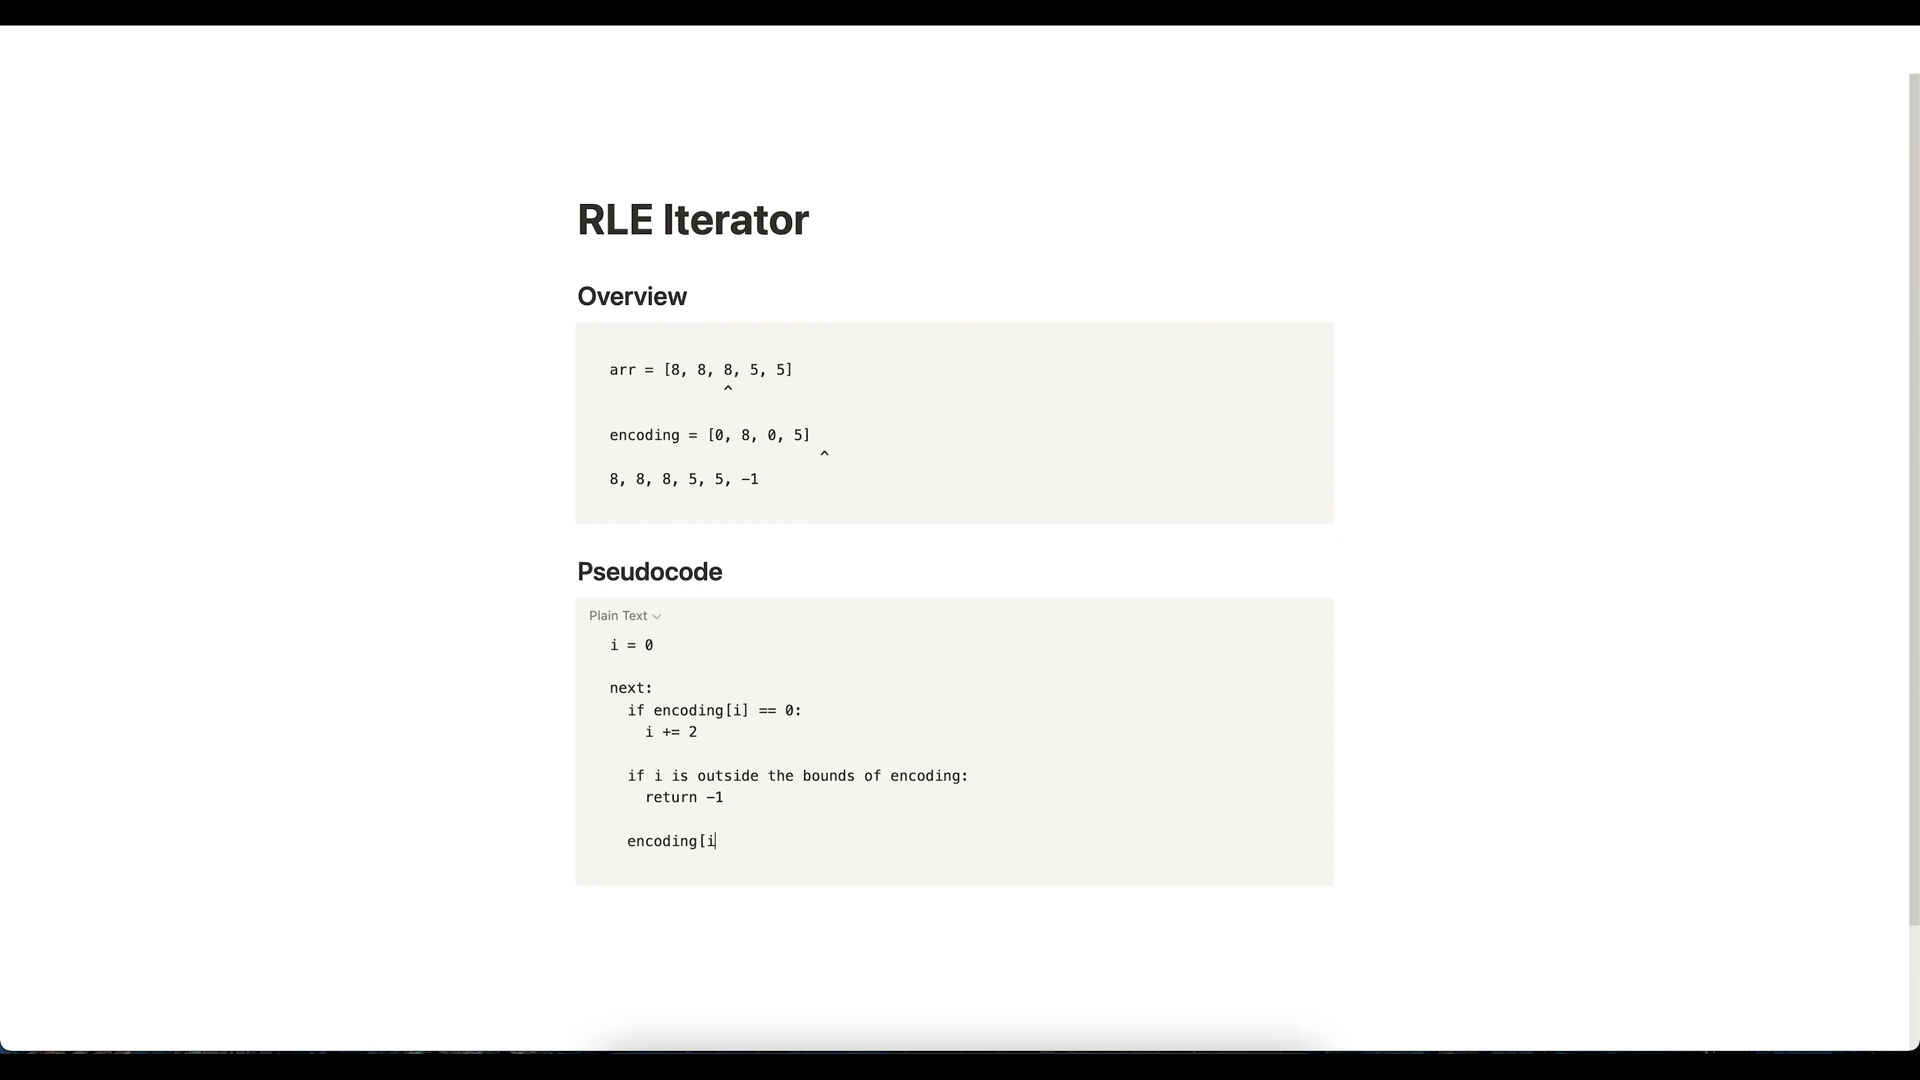 RLE Iterator
Overview
arr = [8, 8, 8, 5, 5]
^
encoding = [0, 8, 0, 5]
^
8, 8, 8, 5, 5, -1
Pseudocode
Plain Text
i = 0
next:
if encoding[i] == 0:
i += 2
if i is outside the bounds of encoding:
return -1
encoding[i